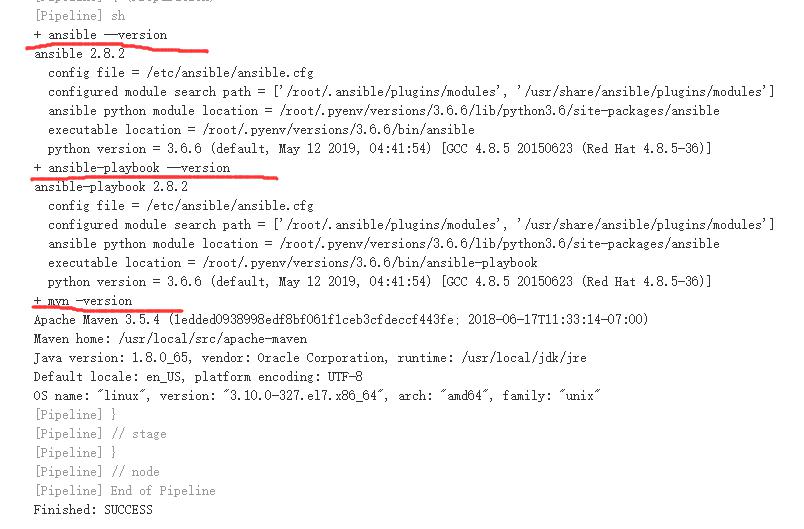 [Pipeline] sh
+ ansible --version
ansible 2.8.2
config file = /etc/ansible/ansible.cfg
configured module search path = ['/root/.ansible/plugins/modules', '/usr/share/ansible/plugins/modules']
ansible python module location = /root/.pyenv/versions/3.6.6/lib/python3.6/site-packages/ansible
executable location = /root/.pyenv/versions/3.6.6/bin/ansible
python version = 3.6.6 (default, May 12 2019, 04:41:54) [GCC 4.8.5 20150623 (Red Hat 4.8.5-36)]
+ ansible-playbook --version
ansible-playbook 2.8.2
config file = /etc/ansible/ansible.cfg
configured module search path = ['/root/.ansible/plugins/modules', '/usr/share/ansible/plugins/modules']
ansible python module location = /root/.pyenv/versions/3.6.6/lib/python3.6/site-packages/ansible
executable location = /root/.pyenv/versions/3.6.6/bin/ansible-playbook
python version = 3.6.6 (default, May 12 2019, 04:41:54) [GCC 4.8.5 20150623 (Red Hat 4.8.5-36)]
+ mvn -version
Apache Maven 3.5.4 (1edded0938998edf8bf061f1ceb3cfdeccf443fe; 2018-06-17T11:33:14-07:00)
Maven home: /usr/local/src/apache-maven
Java version: 1.8.0_65, vendor: Oracle Corporation, runtime: /usr/local/jdk/jre
Default locale: en_US, platform encoding: UTF-8
OS name: "linux", version: "3.10.0-327.el7.x86_64", arch: "amd64", family: "unix"
[Pipeline] }
[Pipeline] // stage
[Pipeline] }
[Pipeline] // node
[Pipeline] End of Pipeline
Finished: SUCCESS